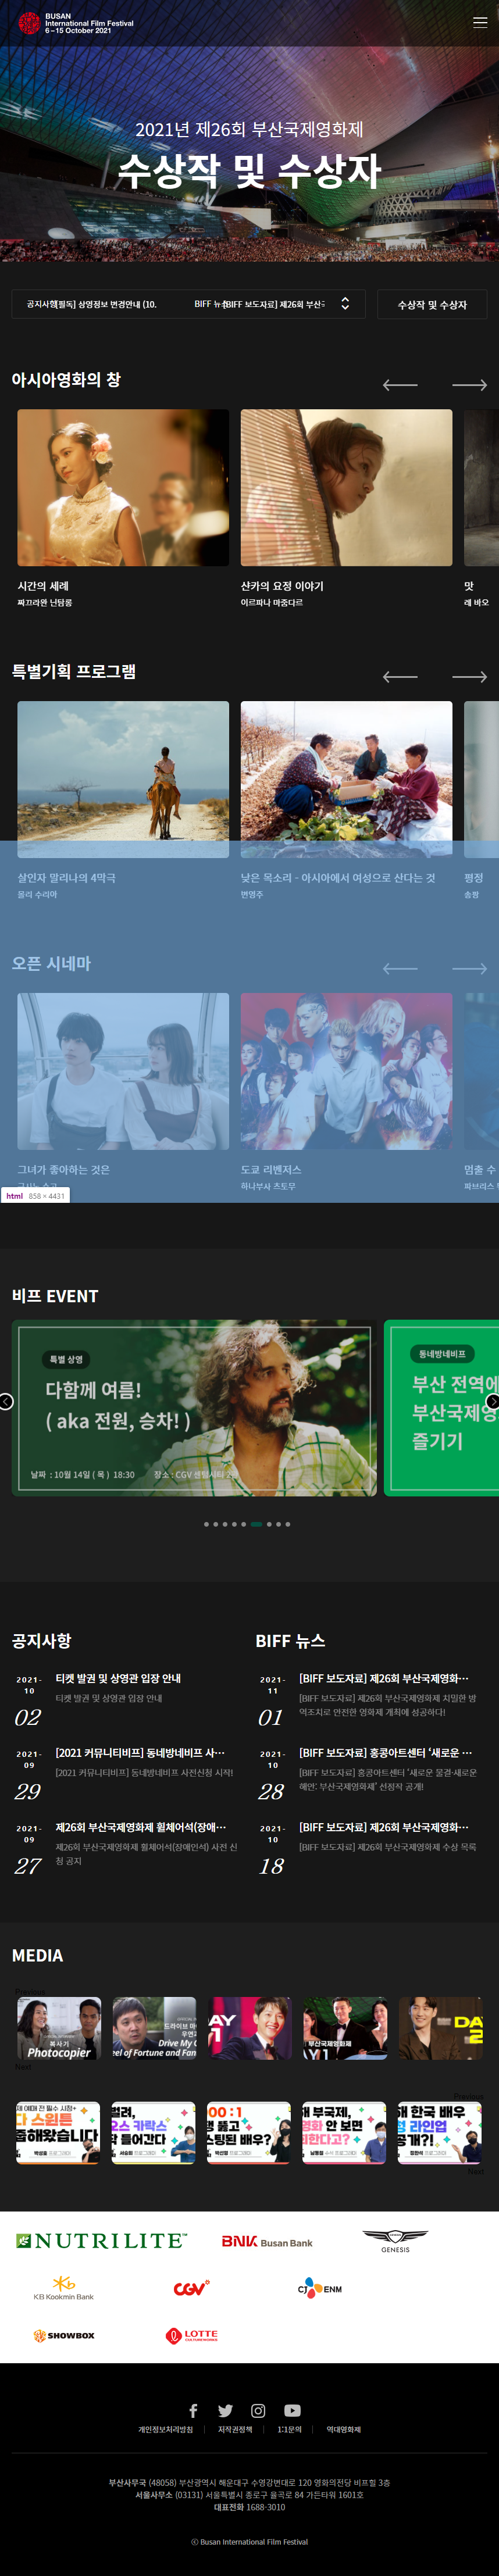 BUSAN
International Film Festival
6–15 October 2021
2021년 제26회 부산국제영화제
수상작 및 수상자
공지사항
[필독] 상영정보 변경안내 (10.
BIFF 뉴스
[BIFF 보도자료] 제26회 부산국
수상작 및 수상자
아시아영화의 창
시간의 세례
짜끄라완 닌탐롱
샨카의 요정 이야기
이르파나 마줌다르
맛
레 바오
특별기획 프로그램
살인자 말리나의 4막극
몰리 수리아
낮은 목소리 - 아시아에서 여성으로 산다는 것
변영주
평정
송팡
오픈 시네마
그녀가 좋아하는 것은
도쿄 리벤저스
하나부사 츠토무
멈출 수
파브리스
html 858 × 4431
비프 EVENT
특별 상영
다함께 여름!
( aka 전원, 승차! )
날짜 : 10월 14일 ( 목 ) 18:30
장소 : CGV 센텀시티
동네방네비프
부산 전역에
부산국제영
즐기기
공지사항
2021-
10
02
티켓 발권 및 상영관 입장 안내
티켓 발권 및 상영관 입장 안내
2021-
09
29
[2021 커뮤니티비프] 동네방네비프 사…
[2021 커뮤니티비프] 동네방네비프 사전신청 시작!
2021-
09
27
제26회 부산국제영화제 휠체어석(장애…
제26회 부산국제영화제 휠체어석(장애인석) 사전 신
청 공지
BIFF 뉴스
2021-
11
01
[BIFF 보도자료] 제26회 부산국제영화…
[BIFF 보도자료] 제26회 부산국제영화제 치밀한 방
역조치로 안전한 영화제 개최에 성공하다!
2021-
10
28
[BIFF 보도자료] 홍콩아트센터 ‘새로운 …
[BIFF 보도자료] 홍콩아트센터 ‘새로운 물결·새로운
해안: 부산국제영화제’ 선정작 공개!
2021-
10
18
[BIFF 보도자료] 제26회 부산국제영화…
[BIFF 보도자료] 제26회 부산국제영화제 수상 목록
MEDIA
Previous
복사기
Photocopier
드라이브 마이
우연과
Drive My C
eel of Fortune and Fan
AY
1
부산국제영화제
DA
2
Next
Previous
다 스윈튼
줍해왔습니다
오스 카락스
탁 들어간다
00 : 1
해 부국제,
영화 안 보면
해 한국 배우
라인업
공개?!
Next
NUTRILITE™
BNK Busan Bank
GENESIS
KB Kookmin Bank
CGV
CJ ENM
SHOWBOX
LOTTE
CULTUREWORKS
개인정보처리방침
저작권정책
1:1문의
역대영화제
부산사무국 (48058) 부산광역시 해운대구 수영강변대로 120 영화의전당 비프힐 3층
서울사무소 (03131) 서울특별시 종로구 율곡로 84 가든타워 1601호
대표전화 1688-3010
ⓒ Busan International Film Festival